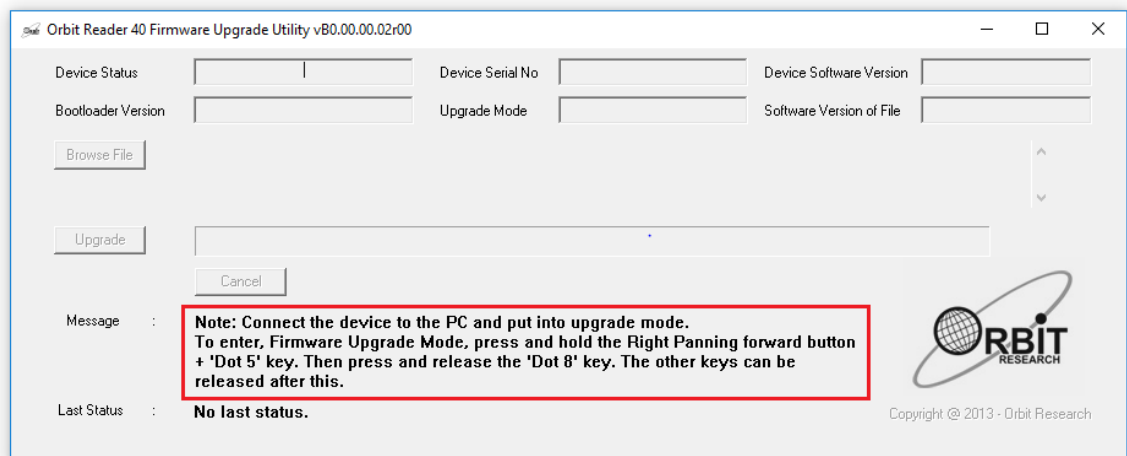 Orbit Reader 40 Firmware Upgrade Utility vB0.00.00.02r00
Device Status Device Serial No Device Software Version
Bootloader Version Upgrade Mode Software Version of File
Browse File
Upgrade
Cancel
Message : Note: Connect the device to the PC and put into upgrade mode.
To enter, Firmware Upgrade Mode, press and hold the Right Panning forward button
+ 'Dot 5' key. Then press and release the 'Dot 8' key. The other keys can be
released after this.
ORBIT
RESEARCH
Last Status : No last status.
Copyright @ 2013 - Orbit Research